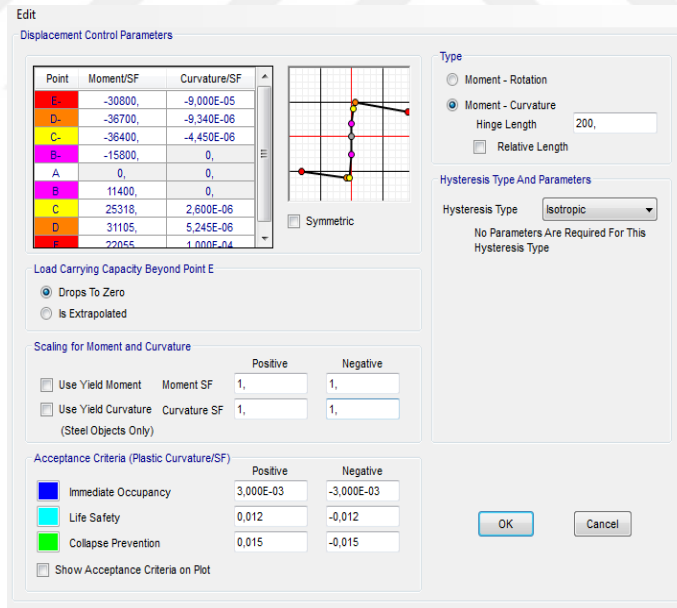 Edit
Displacement Control Parameters
Point Moment/SF Curvature/SF
E- -30800, -9,000E-05
D- -36700, -9,340E-06
C- -36400, -4,450E-06
B- -15800, 0,
A 0, 0,
B 11400, 0,
C 25318, 2,600E-06
D 31105, 5,245E-06
E 22055 1,000E-04
Symmetric
Load Carrying Capacity Beyond Point E
Drops To Zero
Is Extrapolated
Scaling for Moment and Curvature
Positive Negative
Use Yield Moment Moment SF 1, 1,
Use Yield Curvature Curvature SF 1, 1,
(Steel Objects Only)
Acceptance Criteria (Plastic Curvature/SF)
Positive Negative
Immediate Occupancy 3,000E-03 -3,000E-03
Life Safety 0,012 -0,012
Collapse Prevention 0,015 -0,015
Show Acceptance Criteria on Plot
Type
Moment - Rotation
Moment - Curvature
Hinge Length 200,
Relative Length
Hysteresis Type And Parameters
Hysteresis Type Isotropic
No Parameters Are Required For This
Hysteresis Type
OK Cancel